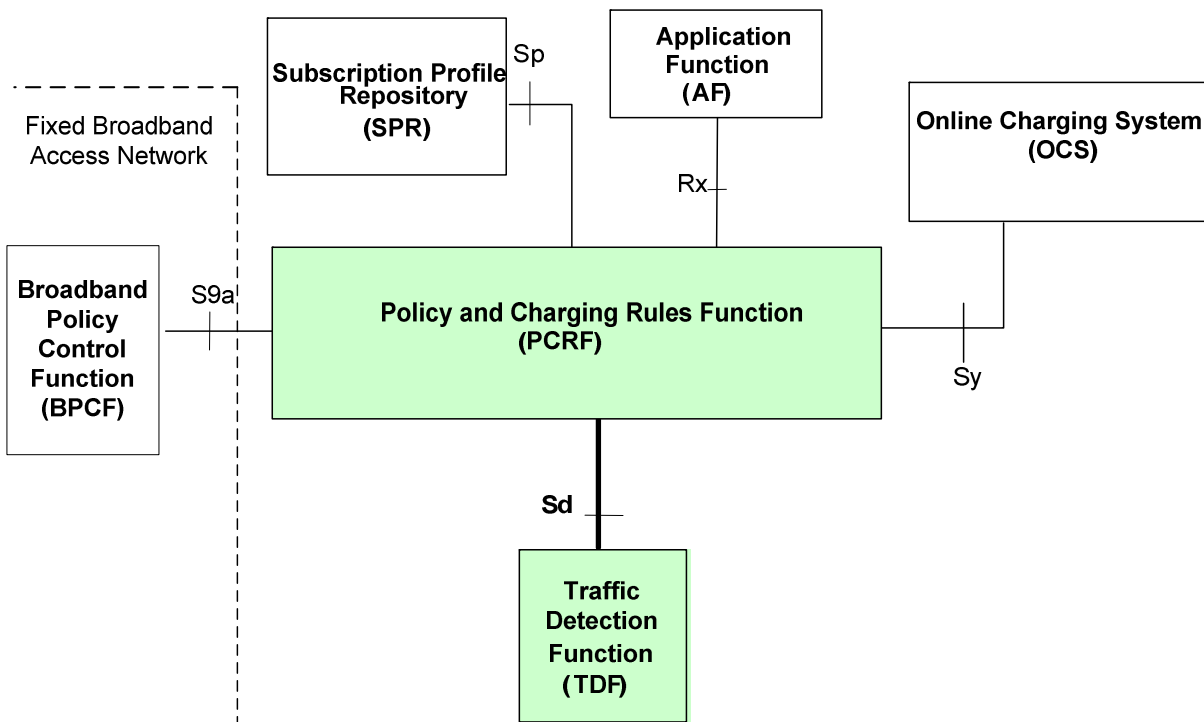 Sp
Subscription Profile
Repository
(SPR)
Application
Function
(AF)
Online Charging System
(OCS)
Fixed Broadband
Access Network
Rx
Broadband
Policy
Control
Function
(BPCF)
S9a
Policy and Charging Rules Function
(PCRF)
Sy
Sd
Traffic
Detection
Function
(TDF)